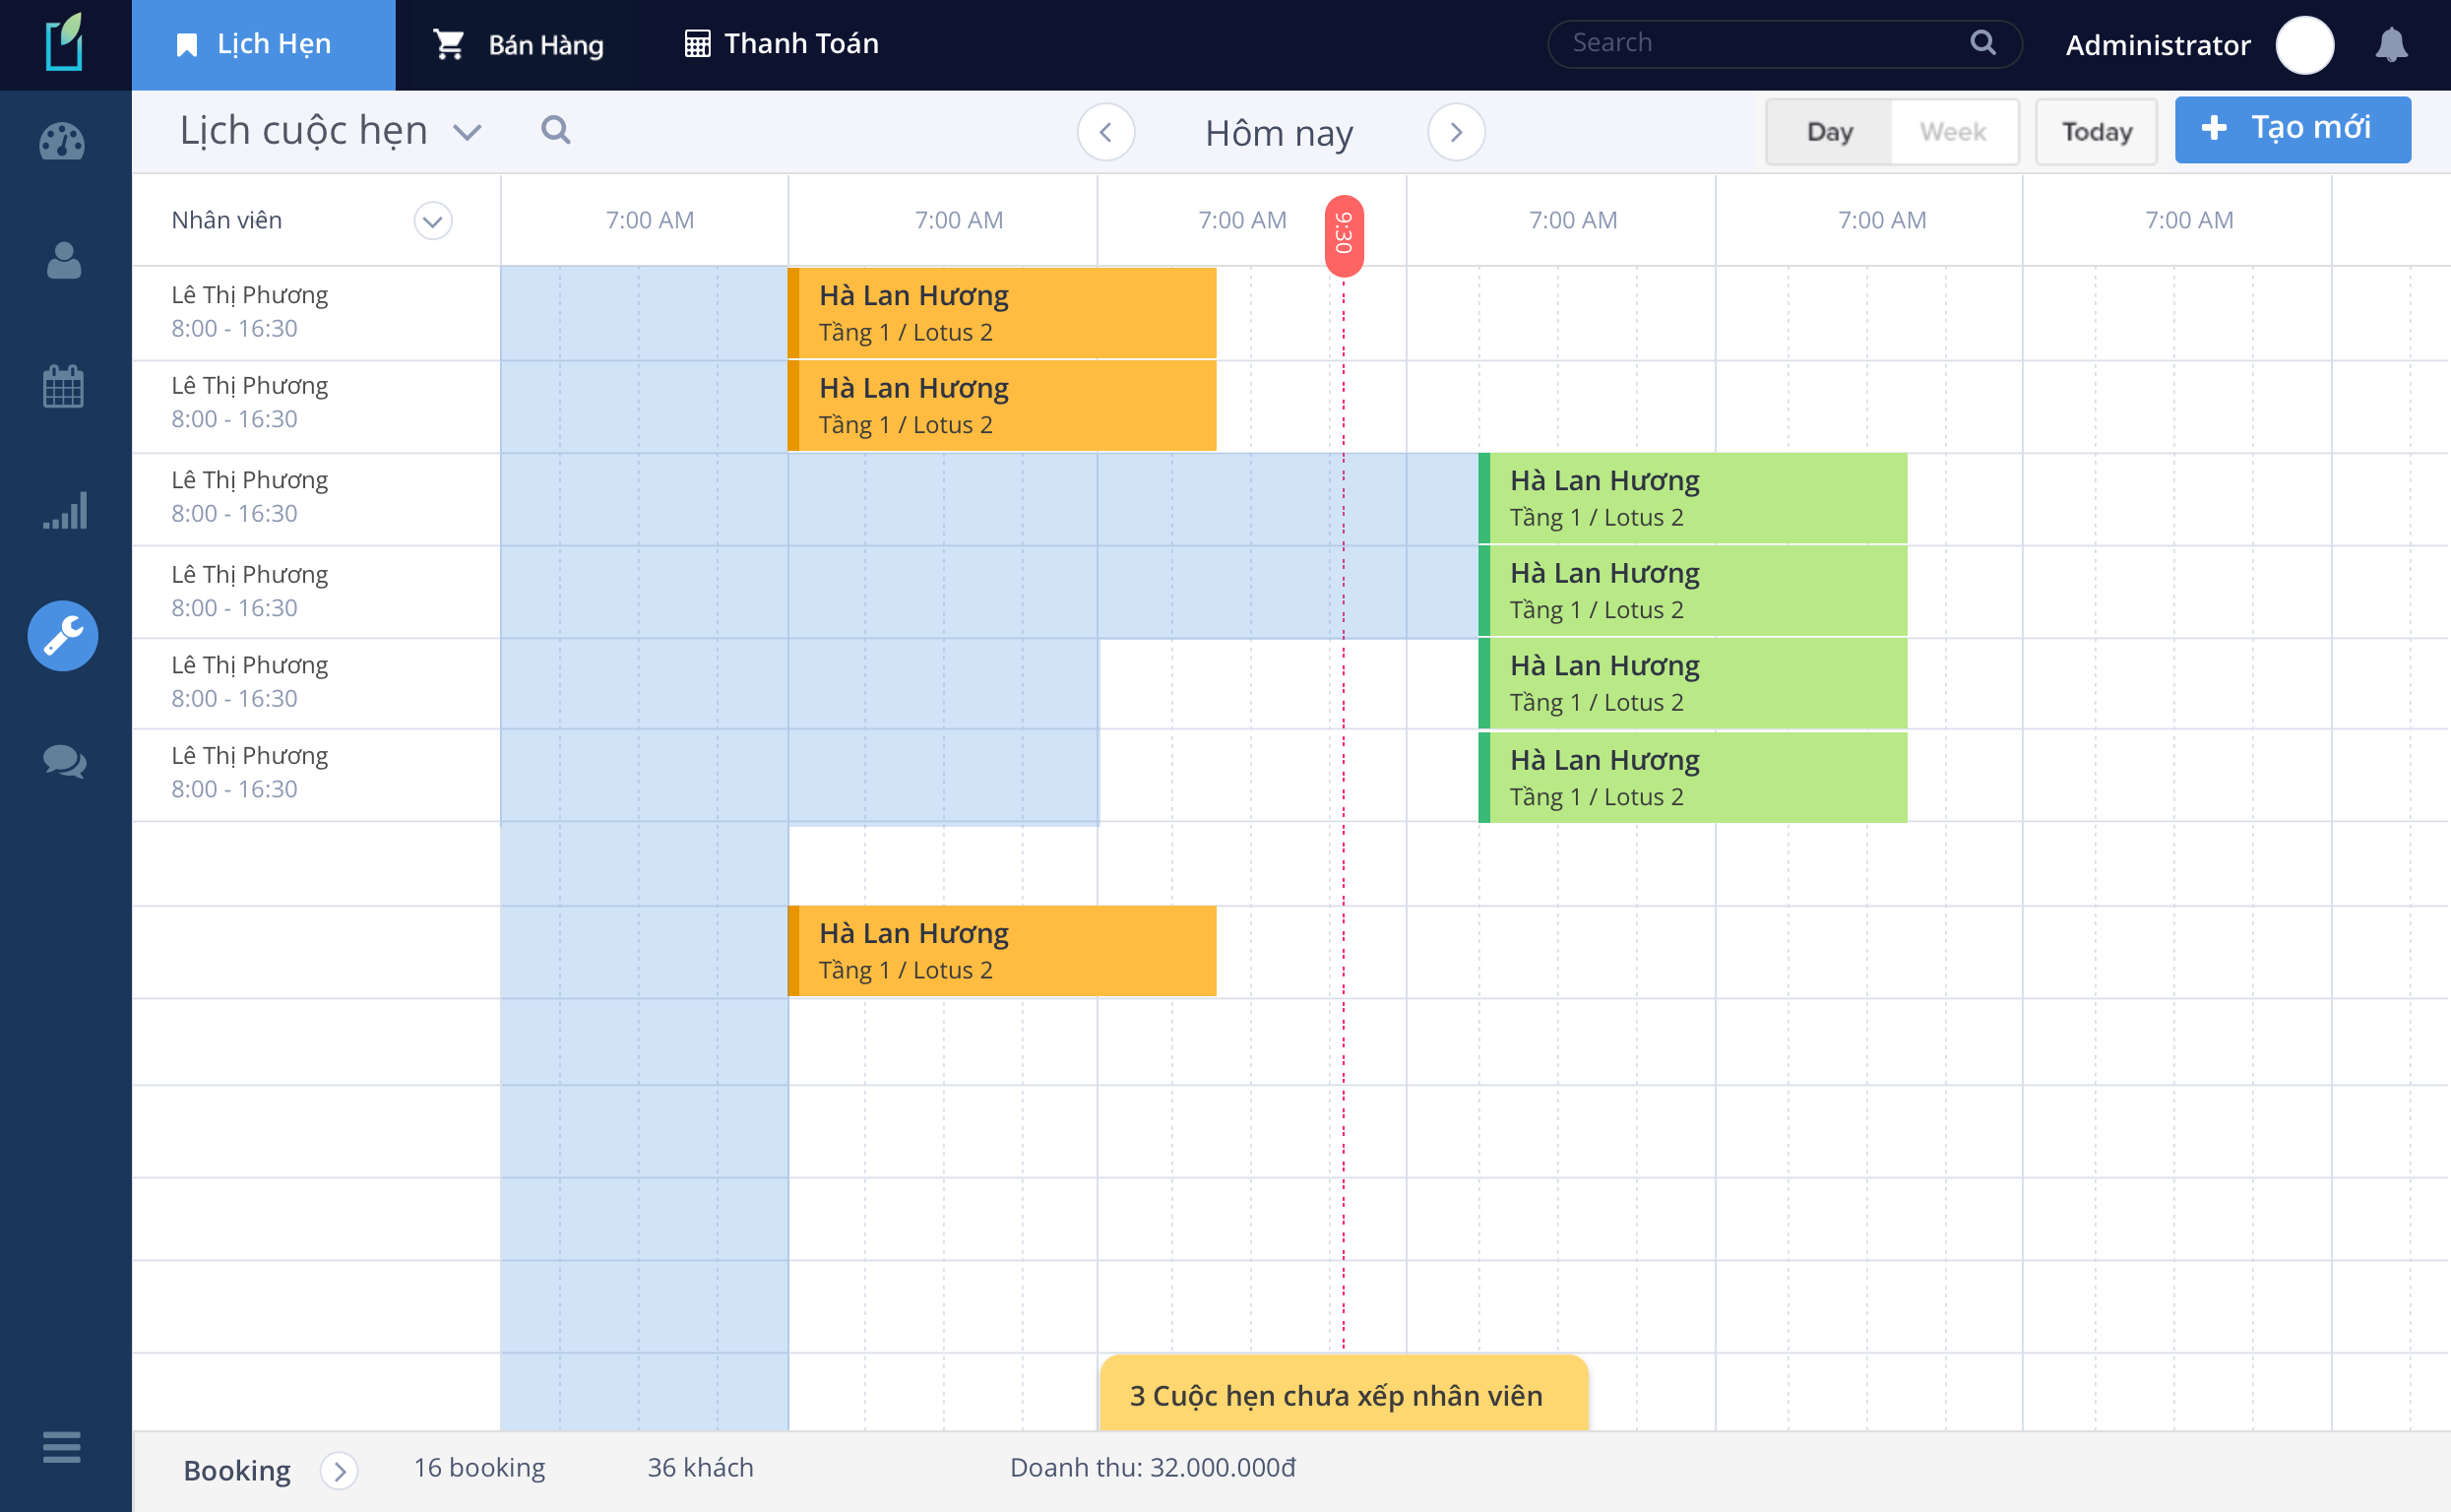 Lịch Hẹn
Bán Hàng
Thanh Toán
Search
Administrator
Lịch cuộc hẹn
Hôm nay
Day
Week
Today
Tạo mới
Nhân viên
7:00 AM
7:00 AM
7:00 AM
9:30
7:00 AM
7:00 AM
7:00 AM
Lê Thị Phương
8:00 - 16:30
Hà Lan Hương
Tầng 1 / Lotus 2
Lê Thị Phương
8:00 - 16:30
Hà Lan Hương
Tầng 1 / Lotus 2
Lê Thị Phương
8:00 - 16:30
Hà Lan Hương
Tầng 1 / Lotus 2
Lê Thị Phương
8:00 - 16:30
Hà Lan Hương
Tầng 1 / Lotus 2
Lê Thị Phương
8:00 - 16:30
Hà Lan Hương
Tầng 1 / Lotus 2
Lê Thị Phương
8:00 - 16:30
Hà Lan Hương
Tầng 1 / Lotus 2
Hà Lan Hương
Tầng 1 / Lotus 2
3 Cuộc hẹn chưa xếp nhân viên
Booking
16 booking
36 khách
Doanh thu: 32.000.000đ